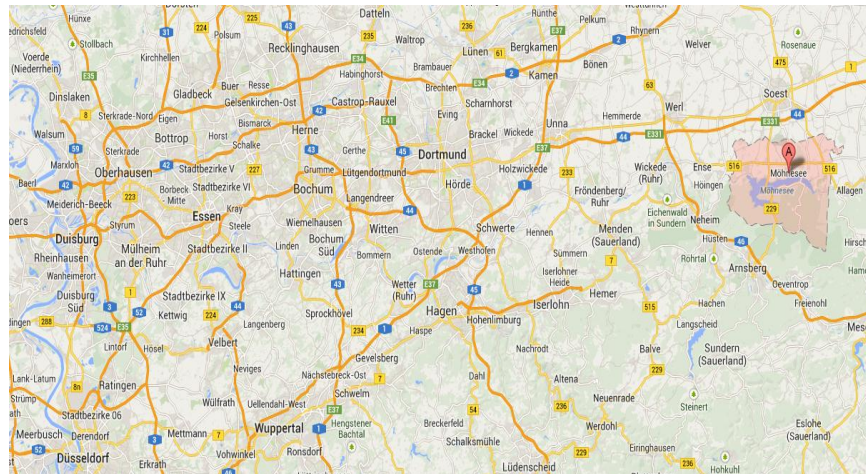 Hünx
Dorsten
Datteln
Waltrop
Rünthe
Pelkum
Rhynern
Welver
Rosenaue
Stollbach
Kirchhellen
Polsum
Recklinghausen
Lünen
Bergkamen
Voerde
(Niederrhein)
Buer
Resse
Habinghorst
Brambauer
Kamen
Bönen
Gladbeck
Gelsenkirchen-Ost
Castrop-Rauxel
Brechten
Scharnhorst
Werl
Soest
Dinslaken
Sterkrade-Nord
Eigen
Bismarck
Herne
Eving
Unna
Hemmerde
Walsum
Bottrop
Horst
Schalke
Gerthe
Dortmund
Brackel
Wickede
Marxloh
Sterkrade
Stadtbezirke V
Grumme
Lütgendortmund
Holzwickede
Wickede
(Ruhr)
Ense
A
Möhnesee
Baerl
Oberhausen
Borbeck
- Mitte
Stadtbezirke VI
Bochum
Hörde
Fröndenberg/
Ruhr
Höingen
Möhnesee
Allagen
Meiderich-Beeck
Styrum
Essen
Kray
Steele
Wiemelhausen
Langendreer
Witten
Schwerte
Menden
(Sauerland)
Eichenwald
in Sundern
Neheim
Duisburg
Mülheim
an der Ruhr
Stadtbezirke II
Linden
Bochum
Süd
Bommern
Ostende
Westhofen
Hennen
Sümmern
Hüsten
Rheinhausen
Wanheimerort
Hattingen
Wetter
(Ruhr)
Iserlohner
Heide
Hemer
Röhrtal
Arnsberg
Oeventrop
Duisburg
Süd
Stadtbezirke IX
Kettwig
Sprockhövel
Hagen
Hohenlimburg
Iserlohn
Hachen
Freienohl
Langenberg
Haspe
Langscheid
Lintorf
Hösel
Velbert
Gevelsberg
Nachrodt
Balve
Sundern
(Sauerland)
Lank-Latum
Ratingen
Neviges
Nächstebreck-Ost
Dahl
Altena
Strümp
Wülfrath
Uellendahl-West
Schwelm
Neuenrade
Steinert
Stadtbezirke 06
Wuppertal
Hengstener
Bachtal
Breckerfeld
Werdohl
Eslohe
(Sauerland)
Meerbusch
Derendorf
Mettmann
Vohwinkel
Ronsdorf
Schalksmühle
Eiringhausen
Düsseldorf
Erkrath
Lüdenscheid
Hohkuhl